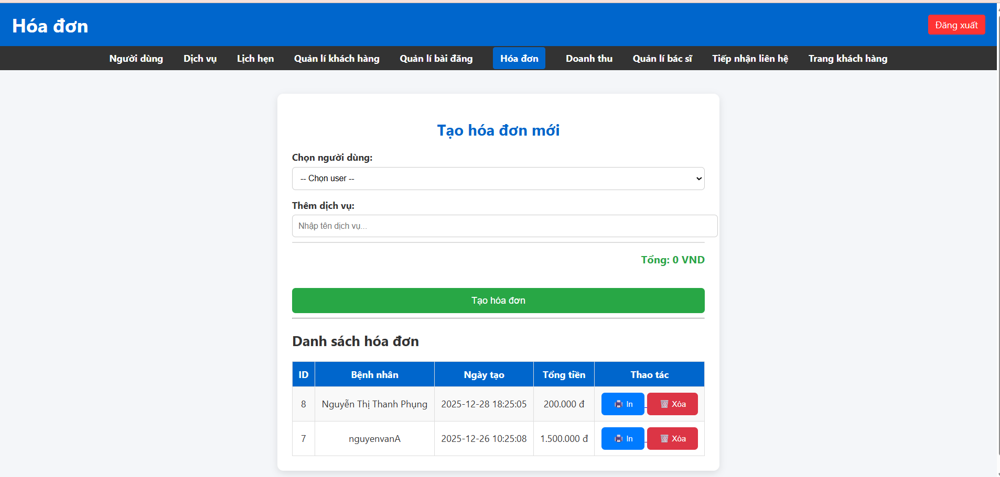 Hóa đơn
Đăng xuất
Người dùng Dịch vụ Lịch hẹn Quản lí khách hàng Quản lí bài đăng Hóa đơn Doanh thu Quản lí bác sĩ Tiếp nhận liên hệ Trang khách hàng
Tạo hóa đơn mới
Chọn người dùng:
-- Chọn user --
Thêm dịch vụ:
Nhập tên dịch vụ...
Tổng: 0 VND
Tạo hóa đơn
Danh sách hóa đơn
ID Bệnh nhân Ngày tạo Tổng tiền Thao tác
8 Nguyễn Thị Thanh Phụng 2025-12-28 18:25:05 200.000 đ In Xóa
7 nguyenvanA 2025-12-26 10:25:08 1.500.000 đ In Xóa